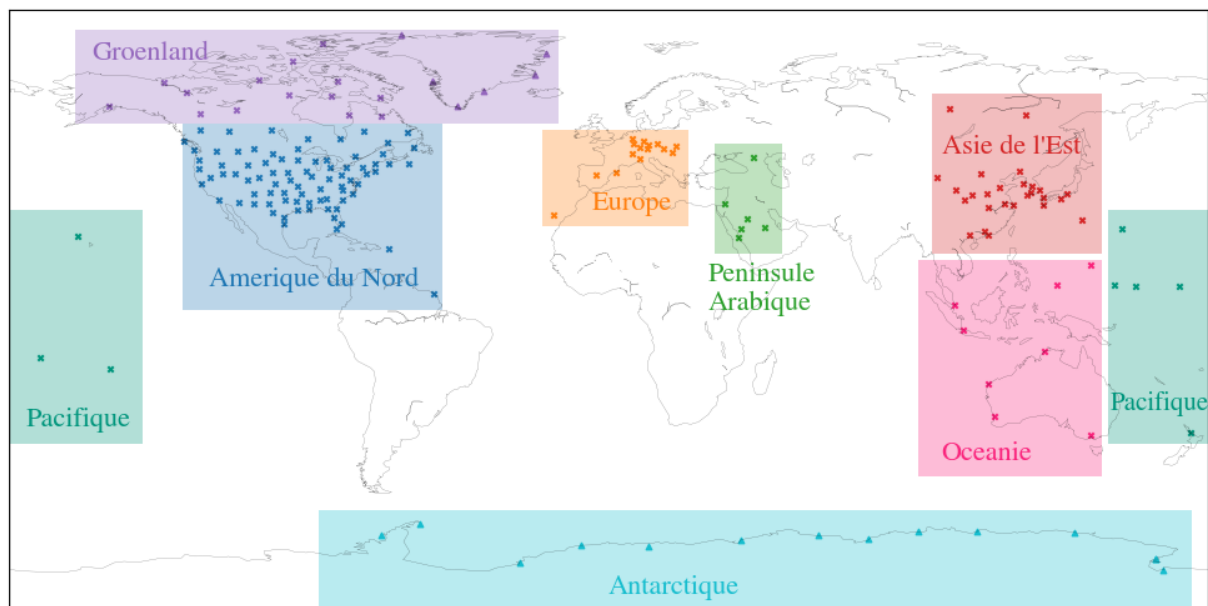 Groenland
Asie de l'Est
Europe
Amerique du Nord
Peninsule
Arabique
Pacifique
Pacifique
Oceanie
Antarctique